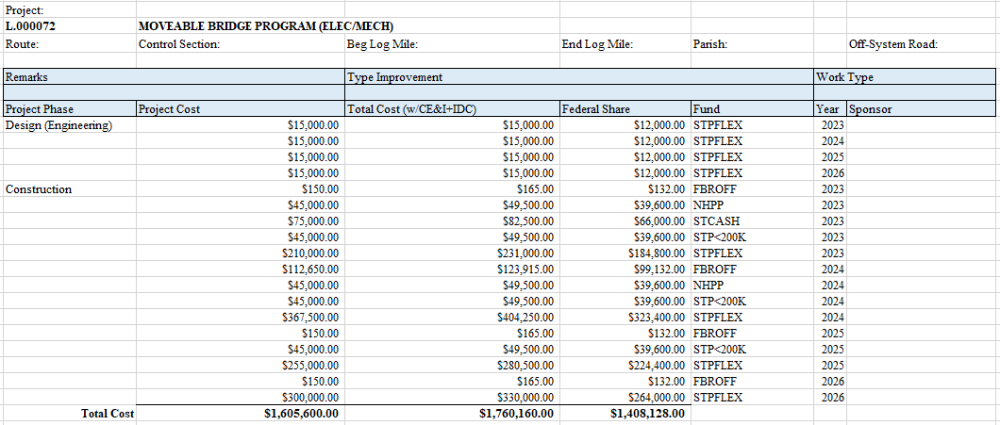 Project:
L.000072 MOVEABLE BRIDGE PROGRAM (ELEC/MECH)
Route: Control Section: Beg Log Mile: End Log Mile: Parish: Off-System Road:
Remarks Type Improvement Work Type
Project Phase Project Cost Total Cost (w/CE&I+IDC) Federal Share Fund Year Sponsor
Design (Engineering) $15,000.00 $15,000.00 $12,000.00 STPFLEX 2023
$15,000.00 $15,000.00 $12,000.00 STPFLEX 2024
$15,000.00 $15,000.00 $12,000.00 STPFLEX 2025
$15,000.00 $15,000.00 $12,000.00 STPFLEX 2026
Construction $150.00 $165.00 $132.00 FBROFF 2023
$45,000.00 $49,500.00 $39,600.00 NHPP 2023
$75,000.00 $82,500.00 $66,000.00 STCASH 2023
$45,000.00 $49,500.00 $39,600.00 STP<200K 2023
$210,000.00 $231,000.00 $184,800.00 STPFLEX 2023
$112,650.00 $123,915.00 $99,132.00 FBROFF 2024
$45,000.00 $49,500.00 $39,600.00 NHPP 2024
$45,000.00 $49,500.00 $39,600.00 STP<200K 2024
$367,500.00 $404,250.00 $323,400.00 STPFLEX 2024
$150.00 $165.00 $132.00 FBROFF 2025
$45,000.00 $49,500.00 $39,600.00 STP<200K 2025
$255,000.00 $280,500.00 $224,400.00 STPFLEX 2025
$150.00 $165.00 $132.00 FBROFF 2026
$300,000.00 $330,000.00 $264,000.00 STPFLEX 2026
Total Cost $1,605,600.00 $1,760,160.00 $1,408,128.00